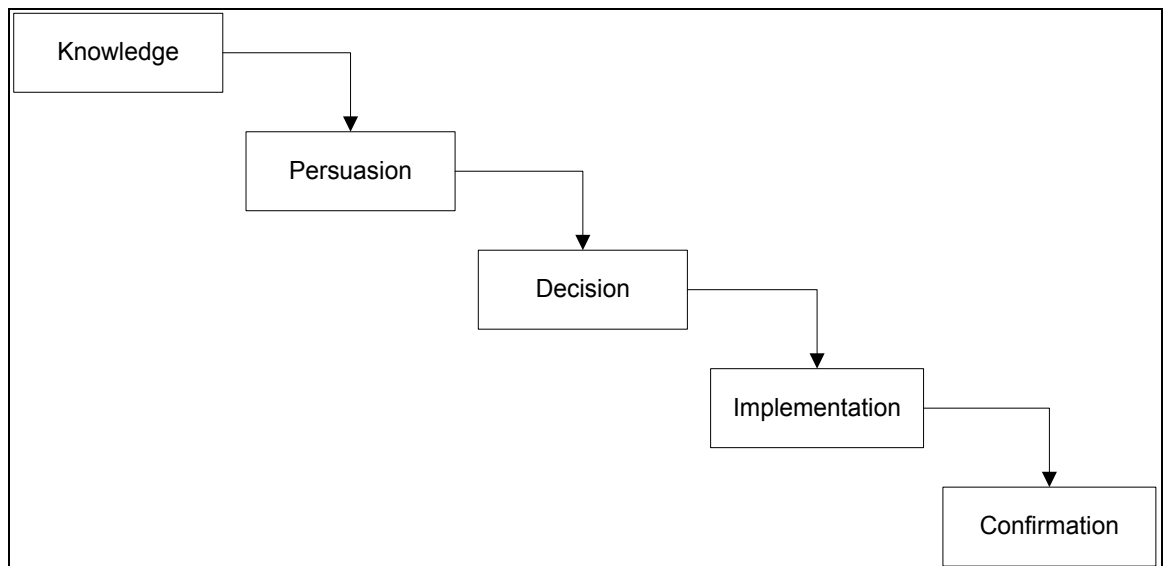 Knowledge
Persuasion
Decision
Implementation
Confirmation